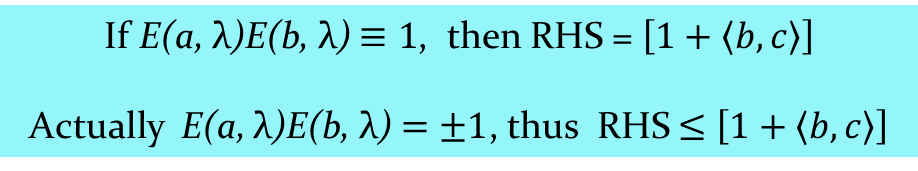 If E(a, λ)E(b, λ) ≡ 1, then RHS = [1 + ⟨b, c⟩]
Actually E(a, λ)E(b, λ) = ±1, thus RHS ≤ [1 + ⟨b, c⟩]